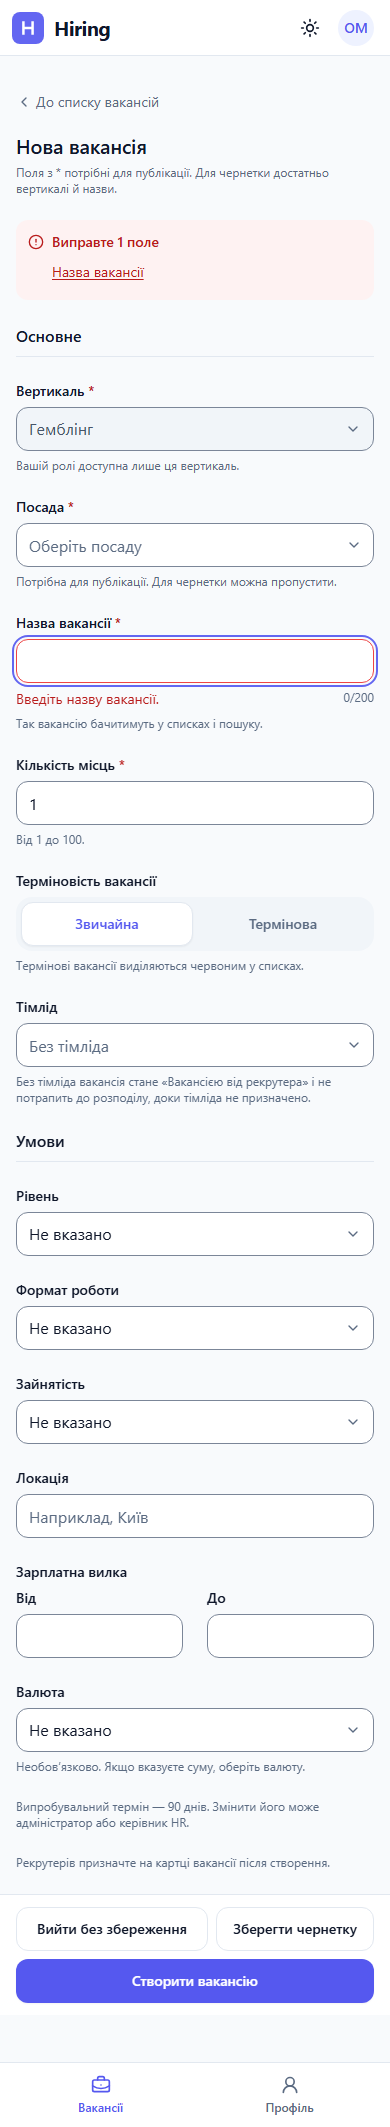 H Hiring
ОМ
До списку вакансій
Нова вакансія
Поля з * потрібні для публікації. Для чернетки достатньо
вертикалі й назви.
Виправте 1 поле
Назва вакансії
Основне
Вертикаль *
Гемблінг
Вашій ролі доступна лише ця вертикаль.
Посада *
Оберіть посаду
Потрібна для публікації. Для чернетки можна пропустити.
Назва вакансії *
Введіть назву вакансії.
0/200
Так вакансію бачитимуть у списках і пошуку.
Кількість місць *
1
Від 1 до 100.
Терміновість вакансії
Звичайна
Термінова
Термінові вакансії виділяються червоним у списках.
Тімлід
Без тімліда
Без тімліда вакансія стане «Вакансією від рекрутера» і не
потрапить до розподілу, доки тімліда не призначено.
Умови
Рівень
Не вказано
Формат роботи
Не вказано
Зайнятість
Не вказано
Локація
Наприклад, Київ
Зарплатна вилка
Від
До
Валюта
Не вказано
Необов'язково. Якщо вказуєте суму, оберіть валюту.
Випробувальний термін — 90 днів. Змінити його може
адміністратор або керівник HR.
Рекрутерів призначте на картці вакансії після створення.
Вийти без збереження
Зберегти чернетку
Створити вакансію
Вакансії
Профіль